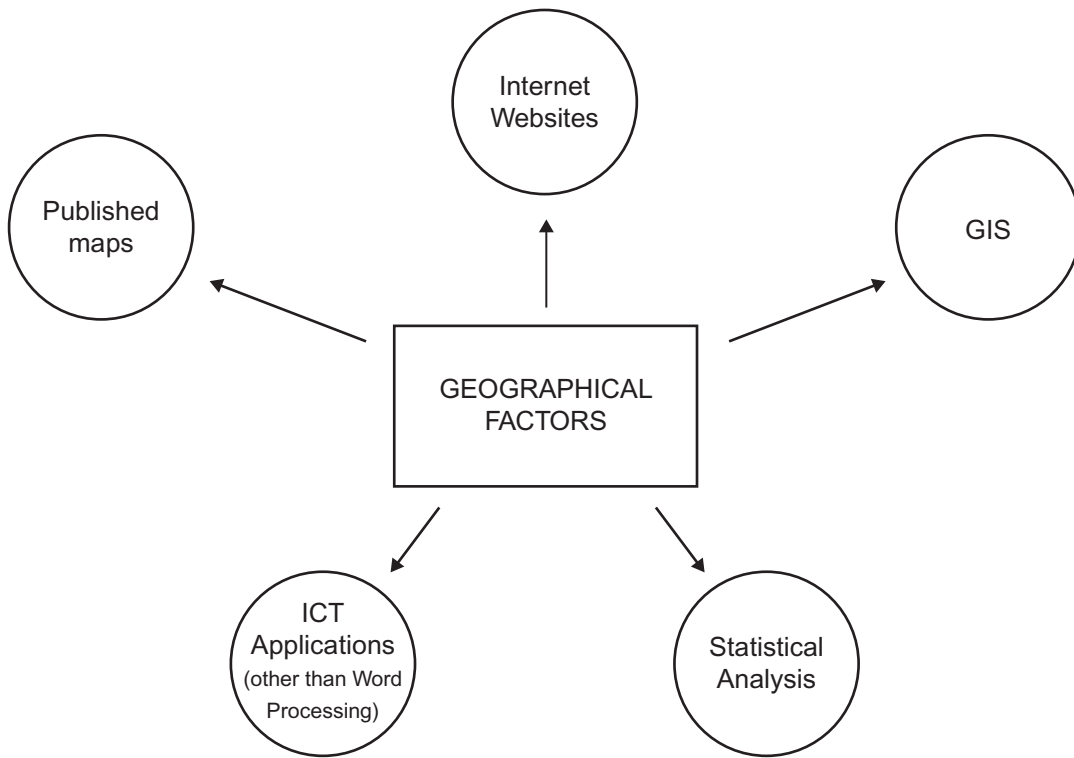 Internet
Websites
Published
maps
GIS
GEOGRAPHICAL
FACTORS
ICT
Applications
(other than Word
Processing)
Statistical
Analysis